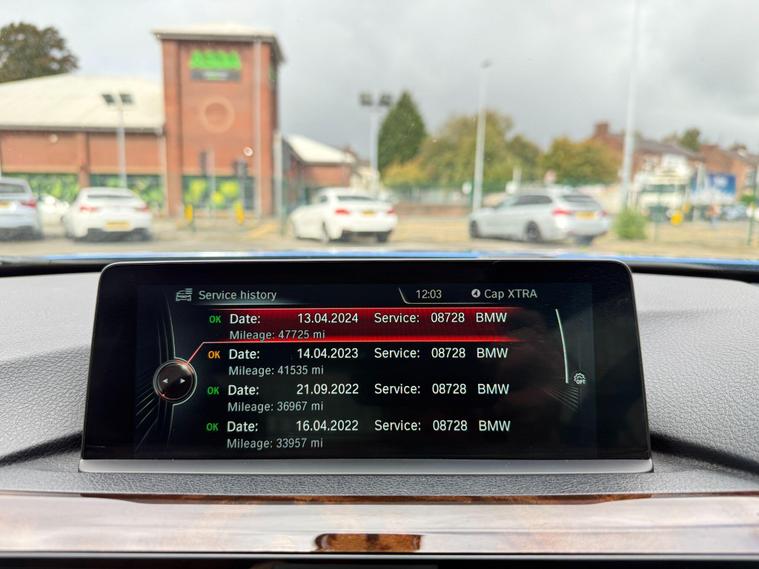 ASDA
Service history 12:03 Cap XTRA
OK Date: 13.04.2024 Service: 08728 BMW
Mileage: 47725 mi
OK Date: 14.04.2023 Service: 08728 BMW
Mileage: 41535 mi
OK Date: 21.09.2022 Service: 08728 BMW
Mileage: 36967 mi
OFF
OK Date: 16.04.2022 Service: 08728 BMW
Mileage: 33957 mi